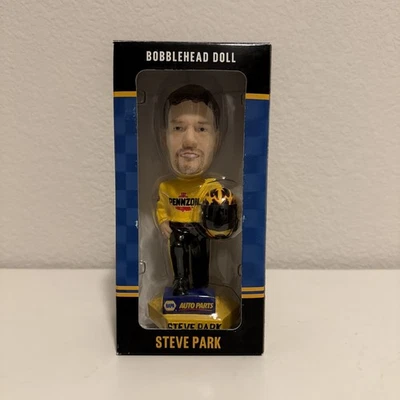 BOBBLEHEAD DOLL
PENNZOIL
NAPA AUTO PARTS
STEVE PARK
STEVE PARK